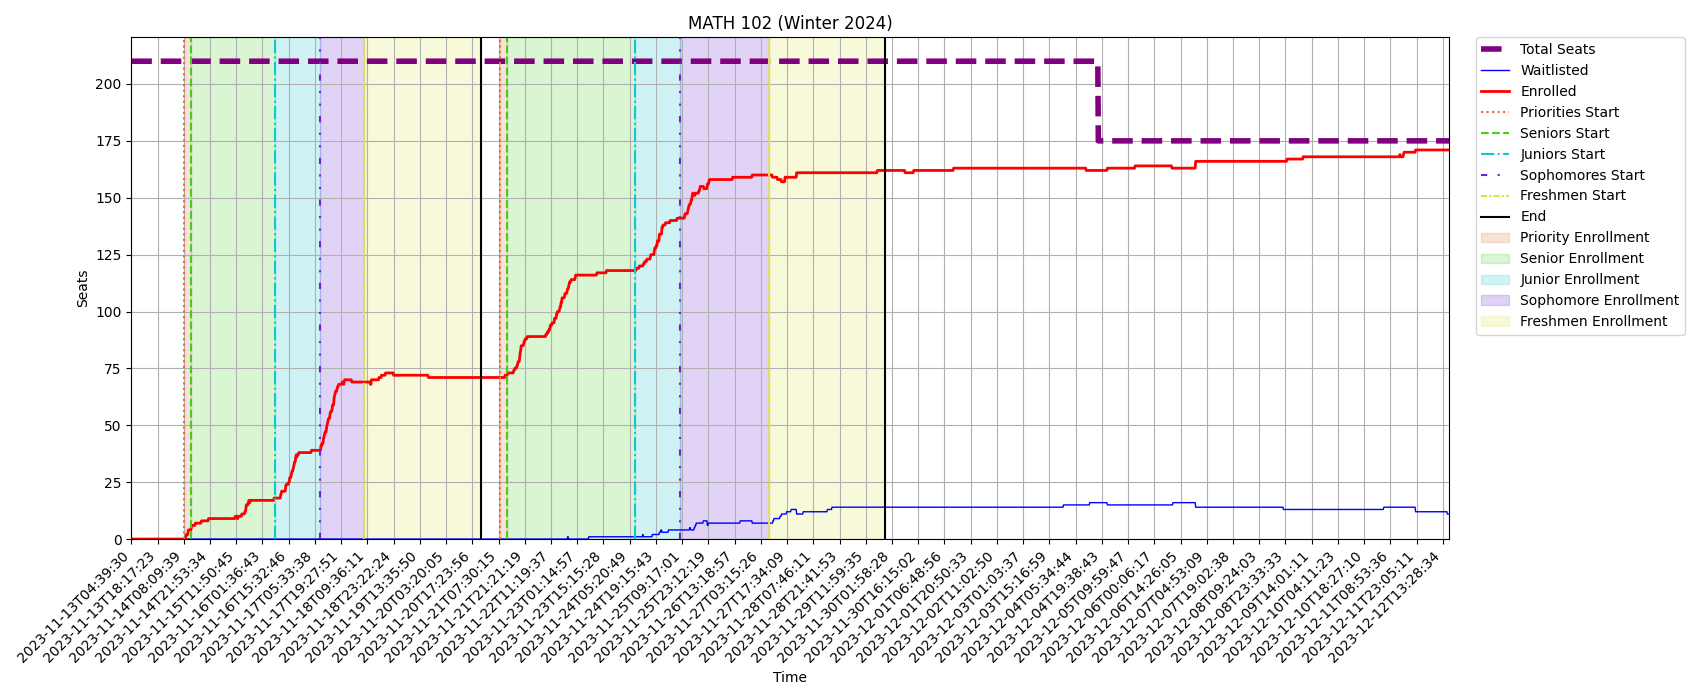 MATH 102 (Winter 2024)
Seats
200
175
150
125
100
75
50
25
0
2023-11-13T04:39:30
2023-11-13T18:17:23
2023-11-14T08:09:39
2023-11-14T21:53:34
2023-11-15T11:50:45
2023-11-16T01:36:43
2023-11-16T15:32:46
2023-11-17T05:33:38
2023-11-17T19:27:51
2023-11-18T09:36:11
2023-11-18T23:22:24
2023-11-19T13:35:50
2023-11-20T03:20:05
2023-11-20T17:23:56
2023-11-21T07:30:15
2023-11-21T21:21:19
2023-11-22T11:19:37
2023-11-23T01:14:57
2023-11-23T15:15:28
2023-11-24T05:20:49
2023-11-24T19:15:43
2023-11-25T09:17:01
2023-11-25T23:12:19
2023-11-26T13:18:57
2023-11-27T03:15:26
2023-11-27T17:34:09
2023-11-28T07:46:11
2023-11-28T21:41:53
2023-11-29T11:59:35
2023-11-30T01:58:28
2023-11-30T16:15:02
2023-12-01T06:48:56
2023-12-01T20:50:33
2023-12-02T11:02:50
2023-12-03T01:03:37
2023-12-03T15:16:59
2023-12-04T05:34:44
2023-12-04T19:38:43
2023-12-05T09:59:47
2023-12-06T00:06:17
2023-12-06T14:26:05
2023-12-07T04:53:09
2023-12-07T19:02:38
2023-12-08T09:24:03
2023-12-08T23:33:33
2023-12-09T14:01:11
2023-12-10T04:11:23
2023-12-10T18:27:10
2023-12-11T08:53:36
2023-12-11T23:05:11
2023-12-12T13:28:34
Time
Total Seats
Waitlisted
Enrolled
Priorities Start
Seniors Start
Juniors Start
Sophomores Start
Freshmen Start
End
Priority Enrollment
Senior Enrollment
Junior Enrollment
Sophomore Enrollment
Freshmen Enrollment